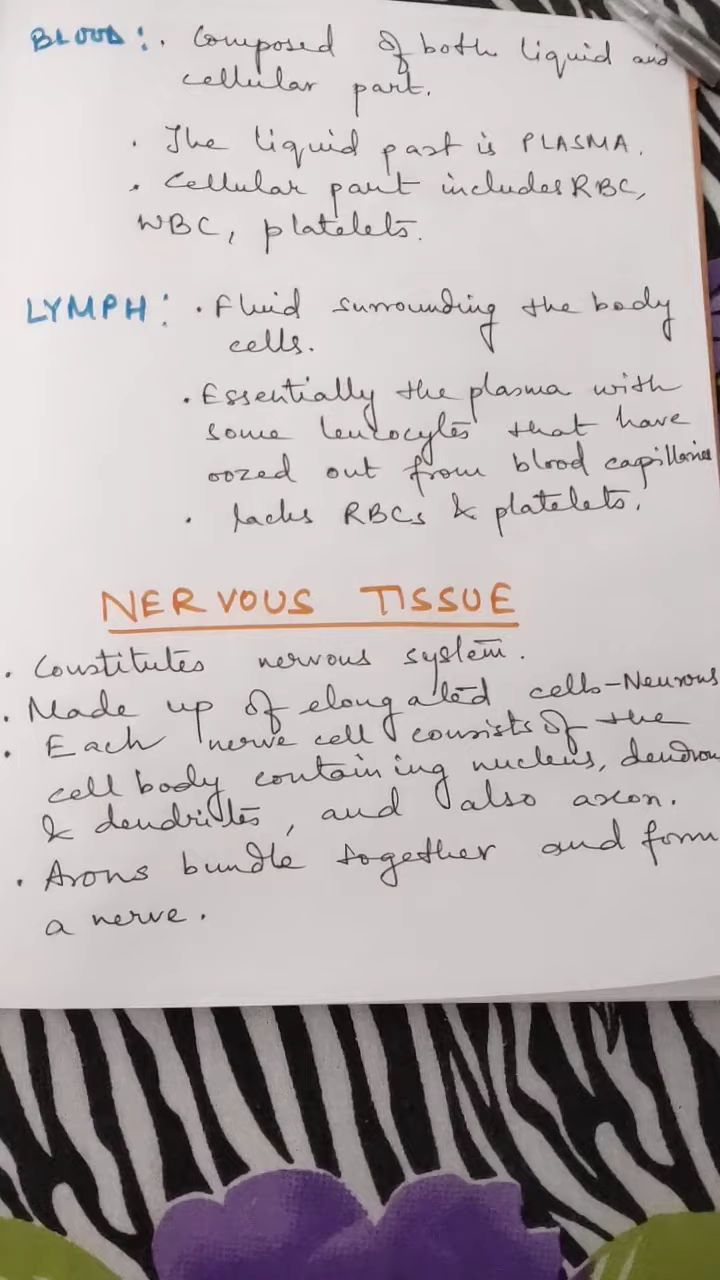 BLOOD: . Composed of both liquid and
cellular part.
. The liquid part is PLASMA.
. Cellular part includes RBC,
WBC, platelets.
LYMPH: . Fluid surrounding the body
cells.
. Essentially the plasma with
some leucocytes that have
oozed out from blood capillaries
. lacks RBCs & platelets.
NERVOUS TISSUE
. Constitutes nervous system.
. Made up of elongated cells-Neurons
. Each nerve cell consists of the
cell body containing nucleus, dendron
& dendrites, and also axon.
. Axons bundle together and form
a nerve.